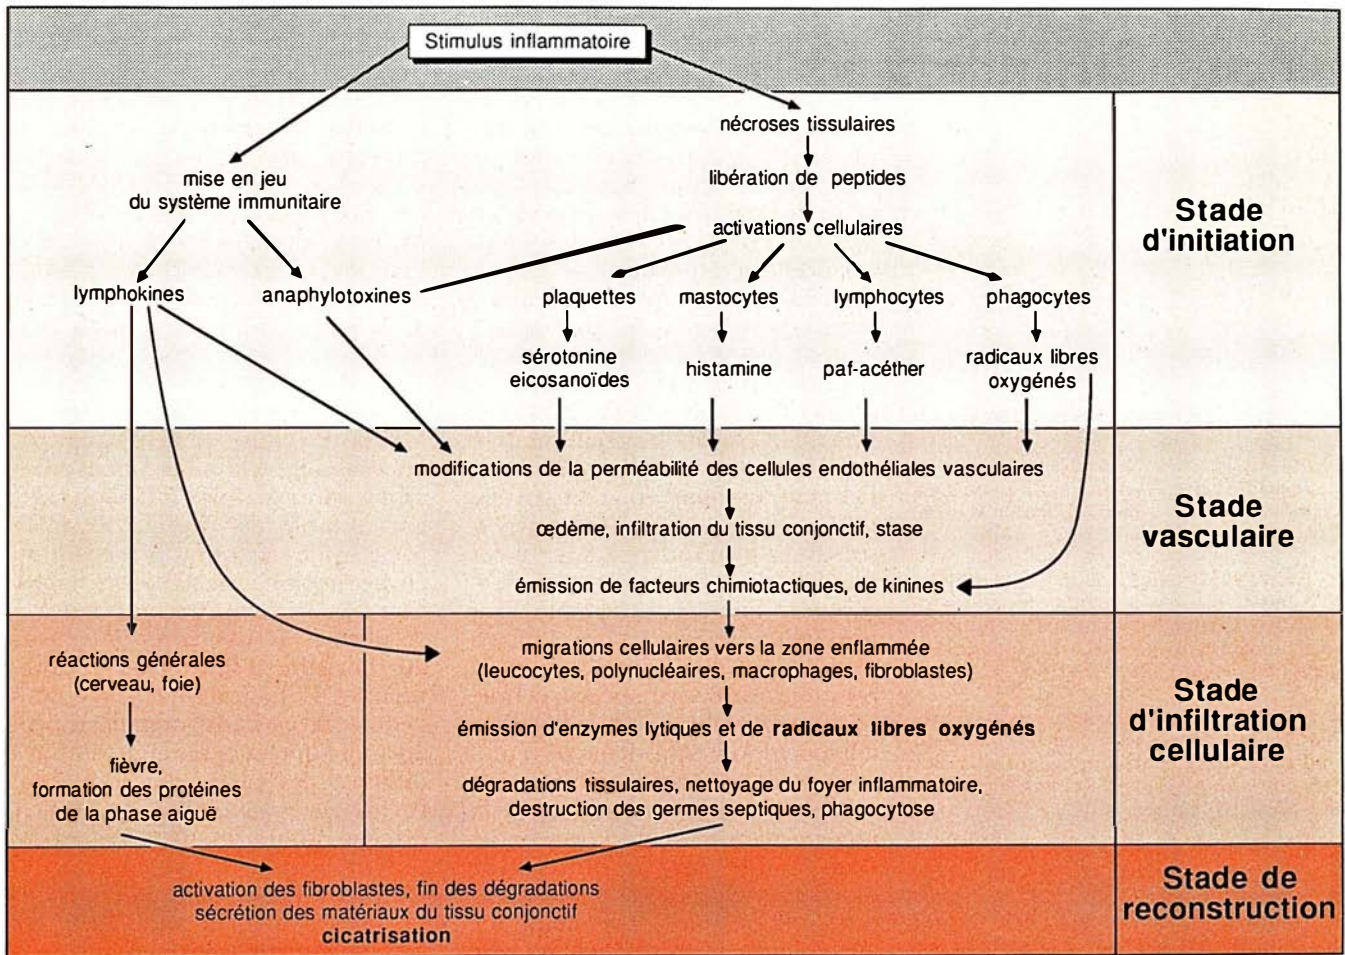 Stimulus inflammatoire
nécroses tissulaires
libération de peptides
activations cellulaires
mise en jeu
du système immunitaire
lymphokines
anaphylotoxines
plaquettes
mastocytes
lymphocytes
phagocytes
sérotonine
eicosanoïdes
histamine
paf-acéther
radicaux libres
oxygénés
Stade
d'initiation
modifications de la perméabilité des cellules endothéliales vasculaires
œdème, infiltration du tissu conjonctif, stase
émission de facteurs chimiotactiques, de kinines
Stade
vasculaire
réactions générales
(cerveau, foie)
fièvre,
formation des protéines
de la phase aiguë
migrations cellulaires vers la zone enflammée
(leucocytes, polynucléaires, macrophages, fibroblastes)
émission d'enzymes lytiques et de radicaux libres oxygénés
dégradations tissulaires, nettoyage du foyer inflammatoire,
destruction des germes septiques, phagocytose
Stade
d'infiltration
cellulaire
activation des fibroblastes, fin des dégradations
sécrétion des matériaux du tissu conjonctif
cicatrisation
Stade de
reconstruction